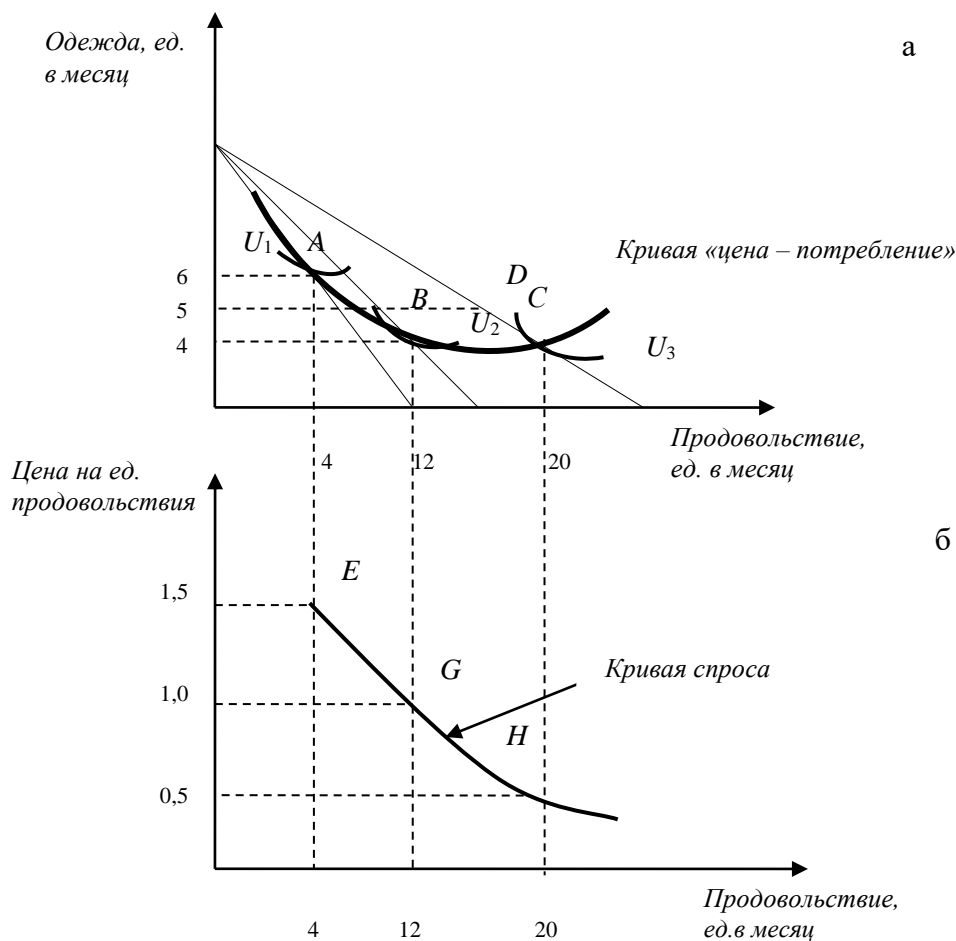 Одежда, ед.
в месяц
а
U1
A
Кривая «цена – потребление»
D
6
C
B
5
U2
4
U3
Продовольствие,
ед. в месяц
4
12
20
Цена на ед.
продовольствия
б
E
1,5
G
Кривая спроса
1,0
H
0,5
Продовольствие,
ед.в месяц
4
12
20